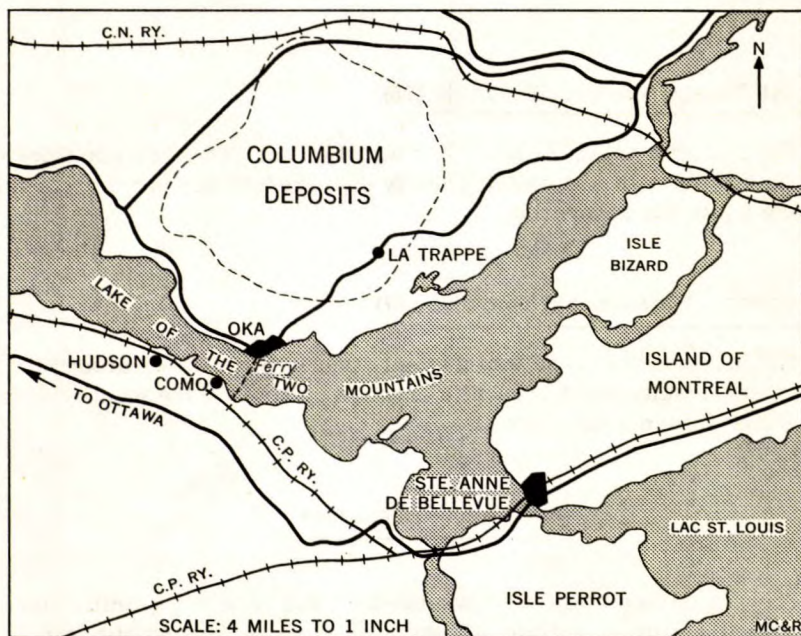 C.N. RY.
N
COLUMBIUM
DEPOSITS
LA TRAPPE
ISLE
BIZARD
LAKE OF THE TWO MOUNTAINS
OKA
Ferry
HUDSON
COMO
TO OTTAWA
ISLAND OF
MONTREAL
C.P. RY.
STE. ANNE
DE BELLEVUE
LAC ST. LOUIS
C.P. RY.
ISLE PERROT
SCALE: 4 MILES TO 1 INCH
MC&R